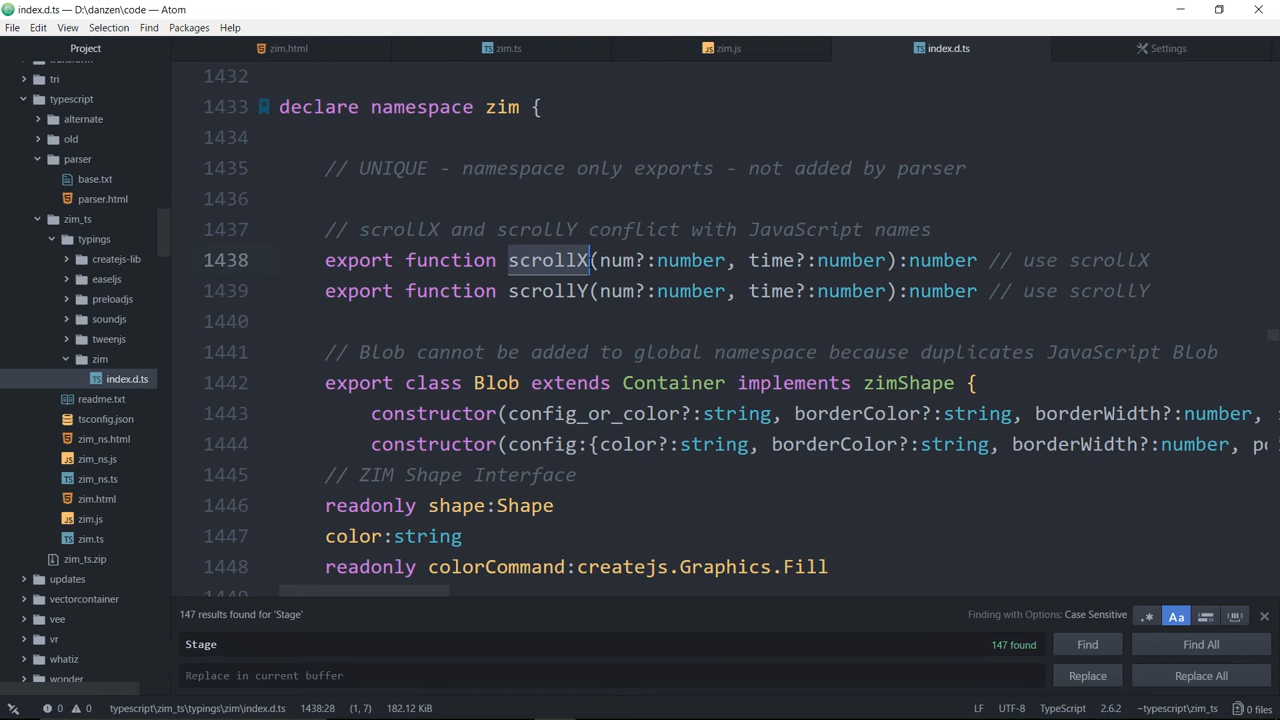 index.d.ts — D:\danzen\code — Atom
File Edit View Selection Find Packages Help
Project
zim.html
zim.ts
zim.js
index.d.ts
Settings
tri
typescript
alternate
old
parser
base.txt
parser.html
zim_ts
typings
createjs-lib
easeljs
preloadjs
soundjs
tweenjs
zim
index.d.ts
readme.txt
tsconfig.json
zim_ns.html
zim_ns.js
zim_ns.ts
zim.html
zim.js
zim.ts
zim_ts.zip
updates
vectorcontainer
vee
vr
whatiz
wonder
1432
1433 declare namespace zim {
1434
1435 // UNIQUE - namespace only exports - not added by parser
1436
1437 // scrollX and scrollY conflict with JavaScript names
1438 export function scrollX(num?:number, time?:number):number // use scrollX
1439 export function scrollY(num?:number, time?:number):number // use scrollY
1440
1441 // Blob cannot be added to global namespace because duplicates JavaScript Blob
1442 export class Blob extends Container implements zimShape {
1443 constructor(config_or_color?:string, borderColor?:string, borderWidth?:number,
1444 constructor(config:{color?:string, borderColor?:string, borderWidth?:number, po
1445 // ZIM Shape Interface
1446 readonly shape:Shape
1447 color:string
1448 readonly colorCommand:createjs.Graphics.Fill
147 results found for 'Stage'
Finding with Options: Case Sensitive
.* Aa
Stage
147 found
Find
Find All
Replace in current buffer
Replace
Replace All
0 0 typescript\zim_ts\typings\zim\index.d.ts 1438:28 (1, 7) 182.12 KiB
LF UTF-8 TypeScript 2.6.2 ~typescript\zim_ts 0 files